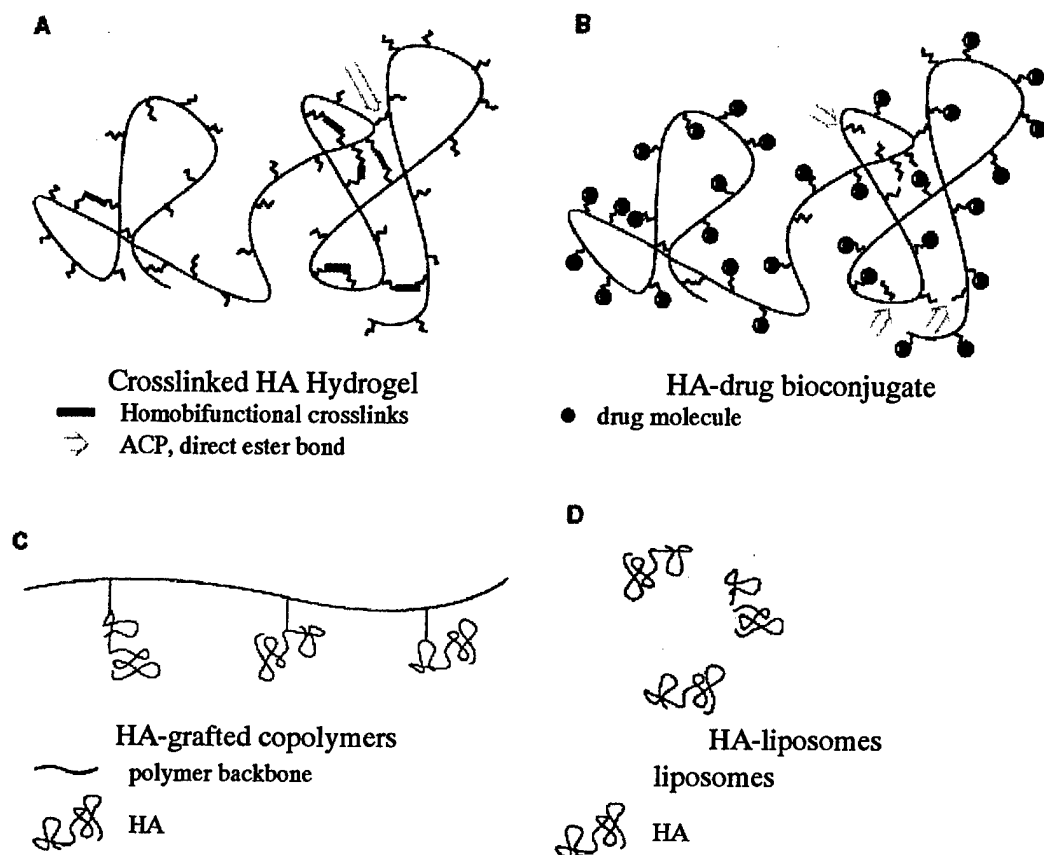 A
Crosslinked HA Hydrogel
Homobifunctional crosslinks
ACP, direct ester bond
B
HA-drug bioconjugate
drug molecule
C
HA-grafted copolymers
polymer backbone
HA
D
HA-liposomes
liposomes
HA